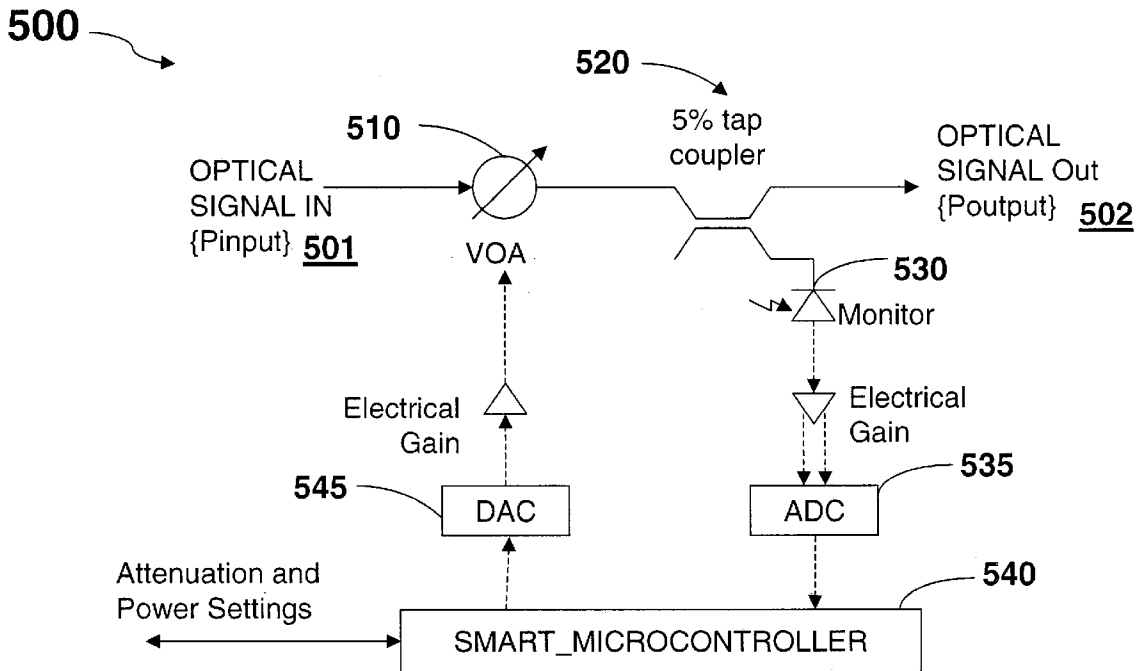 500
520
510
5% tap
coupler
OPTICAL
SIGNAL IN
{Pinput} 501
OPTICAL
SIGNAL Out
{Poutput} 502
VOA
530
Monitor
Electrical
Gain
Electrical
Gain
545
535
DAC
ADC
Attenuation and
Power Settings
540
SMART_MICROCONTROLLER